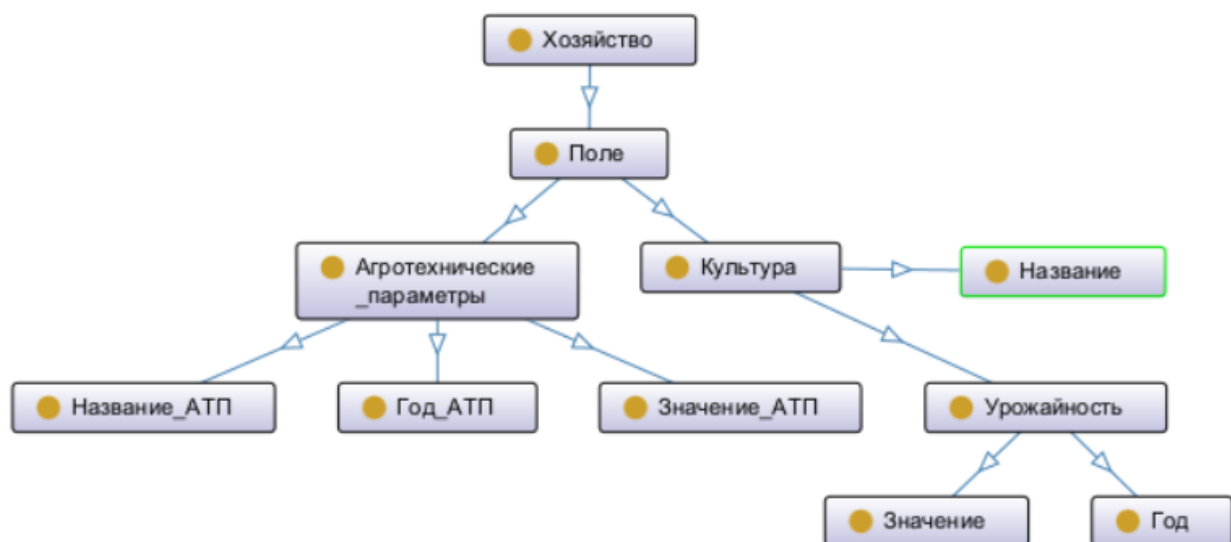 Хозяйство
Поле
Агротехнические
_параметры
Культура
Название
Название_АТП
Год_АТП
Значение_АТП
Урожайность
Значение
Год